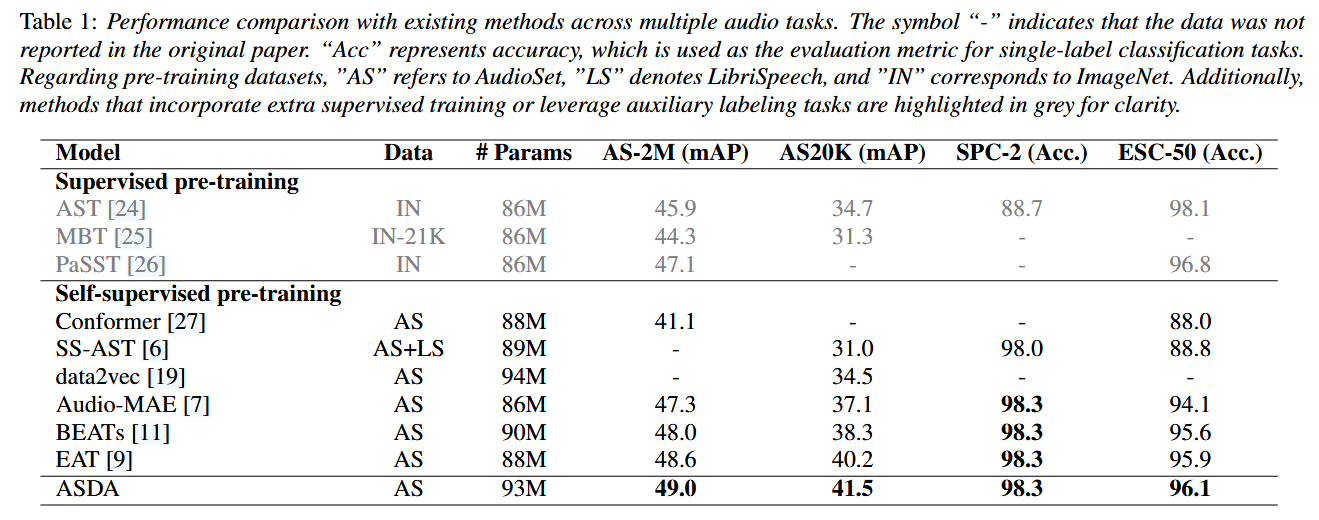 Table 1: Performance comparison with existing methods across multiple audio tasks. The symbol “-” indicates that the data was not
reported in the original paper. “Acc” represents accuracy, which is used as the evaluation metric for single-label classification tasks.
Regarding pre-training datasets, ”AS” refers to AudioSet, ”LS” denotes LibriSpeech, and ”IN” corresponds to ImageNet. Additionally,
methods that incorporate extra supervised training or leverage auxiliary labeling tasks are highlighted in grey for clarity.
Model Data # Params AS-2M (mAP) AS20K (mAP) SPC-2 (Acc.) ESC-50 (Acc.)
Supervised pre-training
AST [24] IN 86M 45.9 34.7 88.7 98.1
MBT [25] IN-21K 86M 44.3 31.3 - -
PaSST [26] IN 86M 47.1 - - 96.8
Self-supervised pre-training
Conformer [27] AS 88M 41.1 - - 88.0
SS-AST [6] AS+LS 89M - 31.0 98.0 88.8
data2vec [19] AS 94M - 34.5 - -
Audio-MAE [7] AS 86M 47.3 37.1 98.3 94.1
BEATs [11] AS 90M 48.0 38.3 98.3 95.6
EAT [9] AS 88M 48.6 40.2 98.3 95.9
ASDA AS 93M 49.0 41.5 98.3 96.1